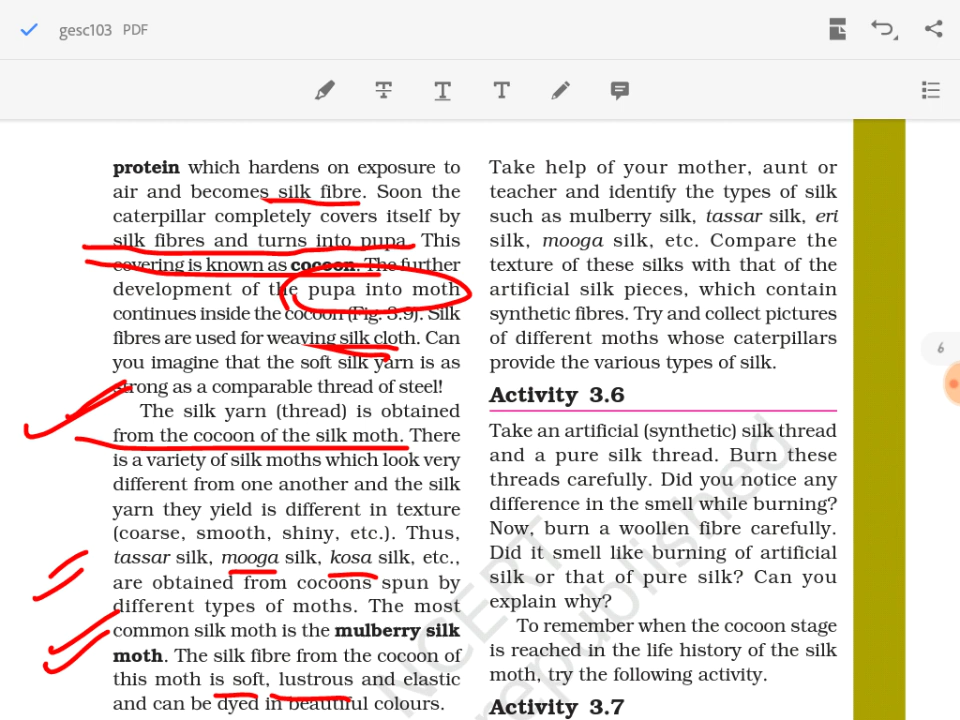 gesc103 PDF
protein which hardens on exposure to
air and becomes silk fibre. Soon the
caterpillar completely covers itself by
silk fibres and turns into pupa. This
covering is known as cocoon. The further
development of the pupa into moth
continues inside the cocoon (Fig. 3.9). Silk
fibres are used for weaving silk cloth. Can
you imagine that the soft silk yarn is as
strong as a comparable thread of steel!
The silk yarn (thread) is obtained
from the cocoon of the silk moth. There
is a variety of silk moths which look very
different from one another and the silk
yarn they yield is different in texture
(coarse, smooth, shiny, etc.). Thus,
tassar silk, mooga silk, kosa silk, etc.,
are obtained from cocoons spun by
different types of moths. The most
common silk moth is the mulberry silk
moth. The silk fibre from the cocoon of
this moth is soft, lustrous and elastic
and can be dyed in beautiful colours.
Take help of your mother, aunt or
teacher and identify the types of silk
such as mulberry silk, tassar silk, eri
silk, mooga silk, etc. Compare the
texture of these silks with that of the
artificial silk pieces, which contain
synthetic fibres. Try and collect pictures
of different moths whose caterpillars
provide the various types of silk.
Activity 3.6
Take an artificial (synthetic) silk thread
and a pure silk thread. Burn these
threads carefully. Did you notice any
difference in the smell while burning?
Now, burn a woollen fibre carefully.
Did it smell like burning of artificial
silk or that of pure silk? Can you
explain why?
To remember when the cocoon stage
is reached in the life history of the silk
moth, try the following activity.
Activity 3.7
6
NCERT
republished